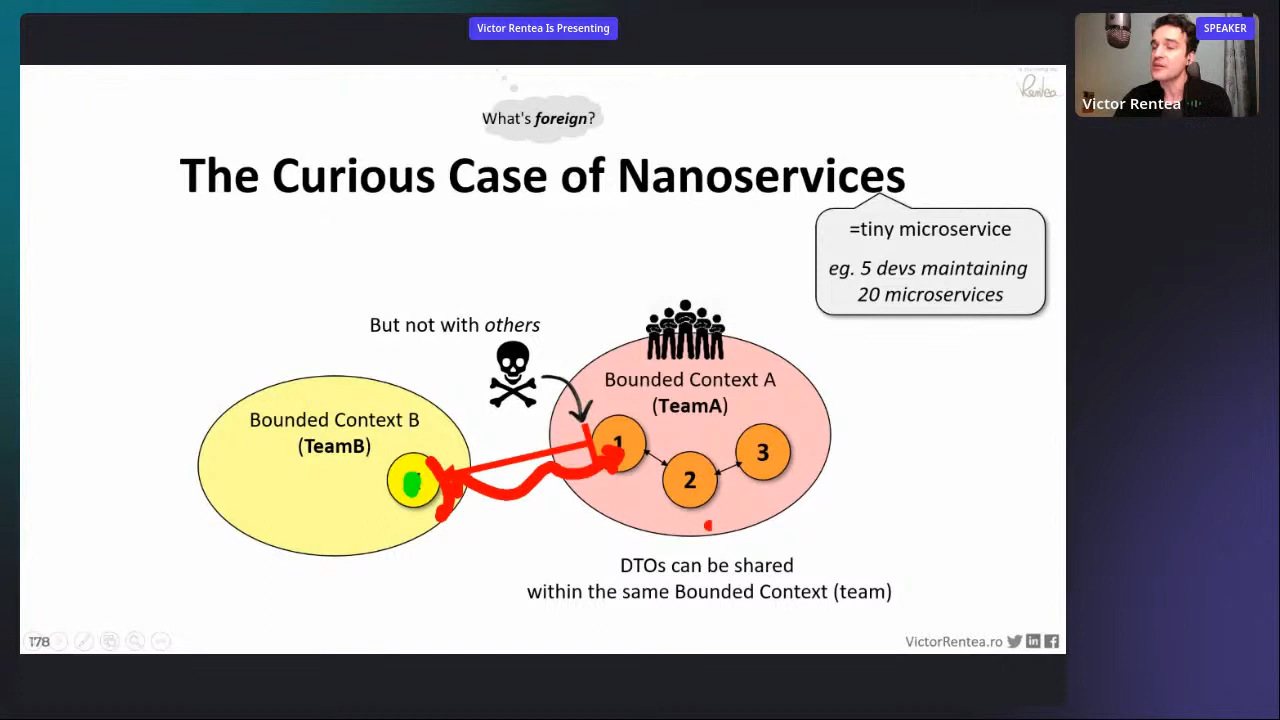 Victor Rentea Is Presenting
SPEAKER
Victor Rentea
Rentea
What's foreign?
The Curious Case of Nanoservices
=tiny microservice
eg. 5 devs maintaining
20 microservices
But not with others
Bounded Context A
(TeamA)
Bounded Context B
(TeamB)
1
2
3
DTOs can be shared
within the same Bounded Context (team)
178
VictorRentea.ro